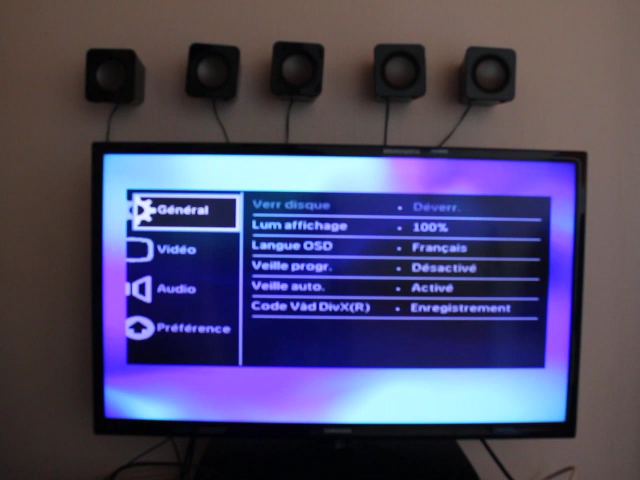 Général
Vidéo
Audio
Préférence
Verr disque . Déverr.
Lum affichage . 100%
Langue OSD . Français
Veille progr. . Désactivé
Veille auto. . Activé
Code Vàd DivX(R) . Enregistrement